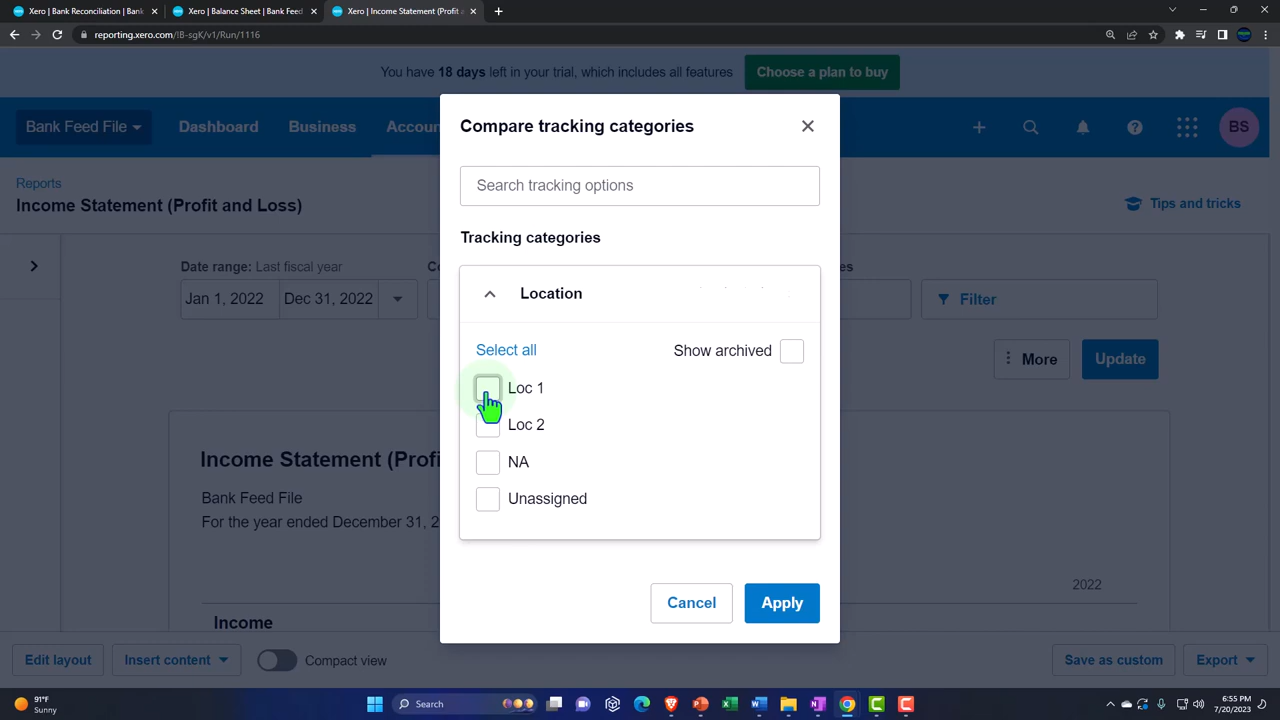 Xero | Bank Reconciliation | Ban
Xero | Balance Sheet | Bank Feed
Xero | Income Statement (Profit a
reporting.xero.com/!B-sgK/v1/Run/1116
You have 18 days left in your trial, which includes all features
Choose a plan to buy
Bank Feed File
Dashboard
Business
Accoun
BS
Reports
Income Statement (Profit and Loss)
Tips and tricks
Compare tracking categories
Search tracking options
Tracking categories
Location
Select all
Show archived
Loc 1
Loc 2
NA
Unassigned
Cancel
Apply
Date range: Last fiscal year
Co
es
Jan 1, 2022
Dec 31, 2022
Filter
More
Update
Income Statement (Prof
Bank Feed File
For the year ended December 31, 2
2022
Income
Edit layout
Insert content
Compact view
Save as custom
Export
91°F
Sunny
Search
6:55 PM
7/20/2023